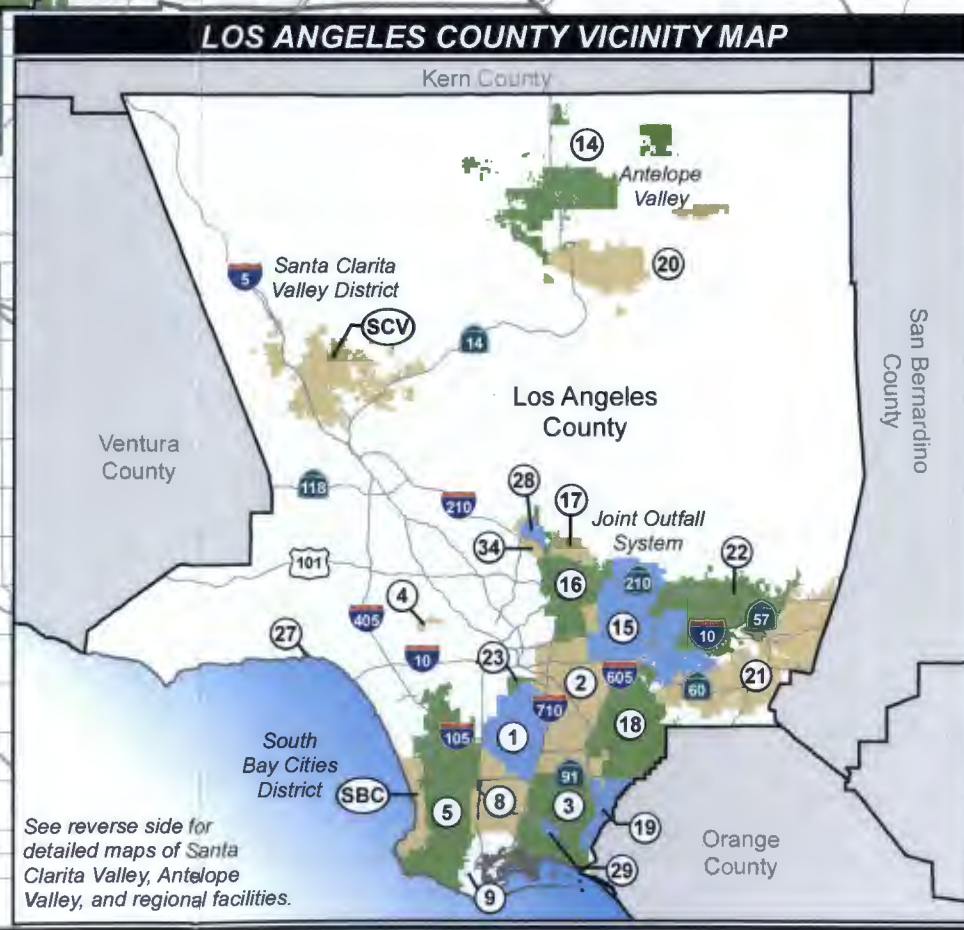 LOS ANGELES COUNTY VICINITY MAP
Kern County
14
Antelope
Valley
20
5
Santa Clarita
Valley District
SCV
14
Los Angeles
County
San Bernardino
County
Ventura
County
118
210
28
17
Joint Outfall
System
34
22
101
16
210
4
57
405
15
10
27
10
23
2
605
21
60
710
18
1
105
South
Bay Cities
District
91
SBC
5
8
3
19
See reverse side for
detailed maps of Santa
Clarita Valley, Antelope
Valley, and regional facilities.
Orange
County
29
9